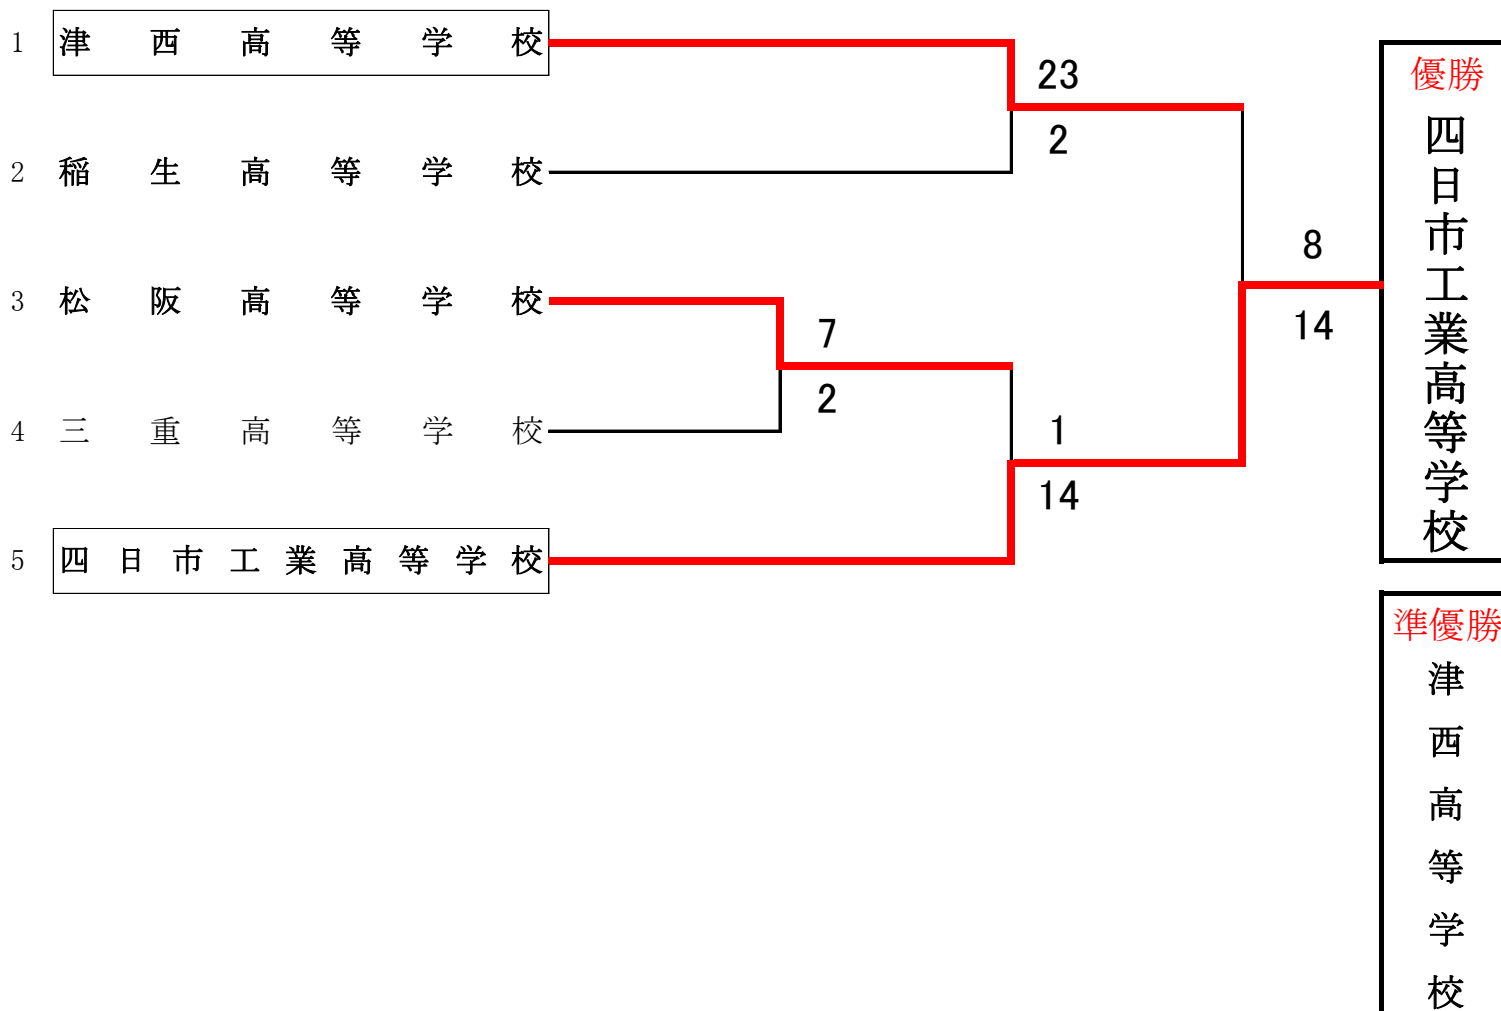 1 津西高等学校
2 稲生高等学校
3 松阪高等学校
4 三重高等学校
5 四日市工業高等学校
23
2
7
2
1
14
8
14
優勝
四日市工業高等学校
準優勝
津西高等学校